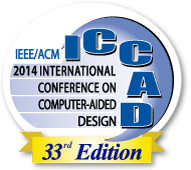 IEEE/ACM ICCAD
2014 INTERNATIONAL
CONFERENCE ON
COMPUTER-AIDED
DESIGN
33rd Edition